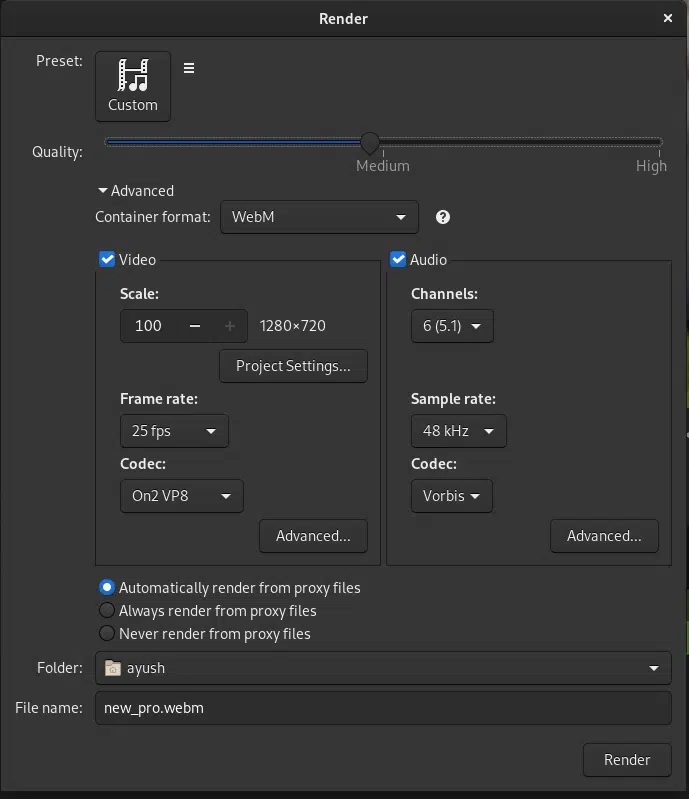 Render
Preset:
Custom
Quality:
Medium High
Advanced
Container format: WebM
Video Audio
Scale: Channels:
100 1280×720 6 (5.1)
Project Settings...
Frame rate: Sample rate:
25 fps 48 kHz
Codec: Codec:
On2 VP8 Vorbis
Advanced... Advanced...
Automatically render from proxy files
Always render from proxy files
Never render from proxy files
Folder: ayush
File name: new_pro.webm
Render